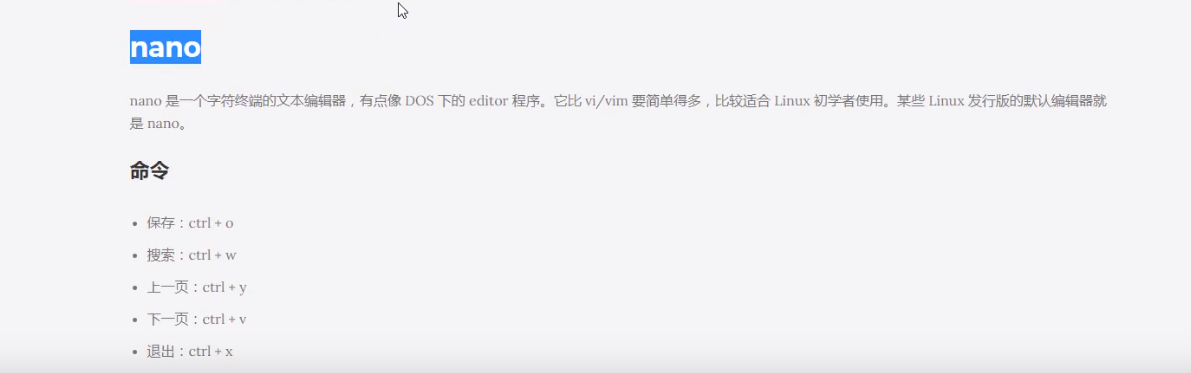 nano
nano 是一个字符终端的文本编辑器，有点像 DOS 下的 editor 程序。它比 vi/vim 要简单得多，比较适合 Linux 初学者使用。某些 Linux 发行版的默认编辑器就
是 nano。
命令
• 保存：ctrl + o
• 搜索：ctrl + w
• 上一页：ctrl + y
• 下一页：ctrl + v
• 退出：ctrl + x